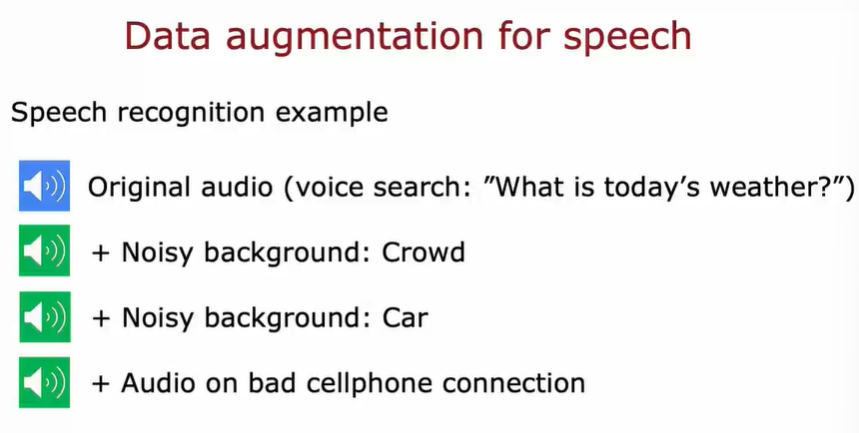 Data augmentation for speech
Speech recognition example
Original audio (voice search: ”What is today’s weather?”)
+ Noisy background: Crowd
+ Noisy background: Car
+ Audio on bad cellphone connection